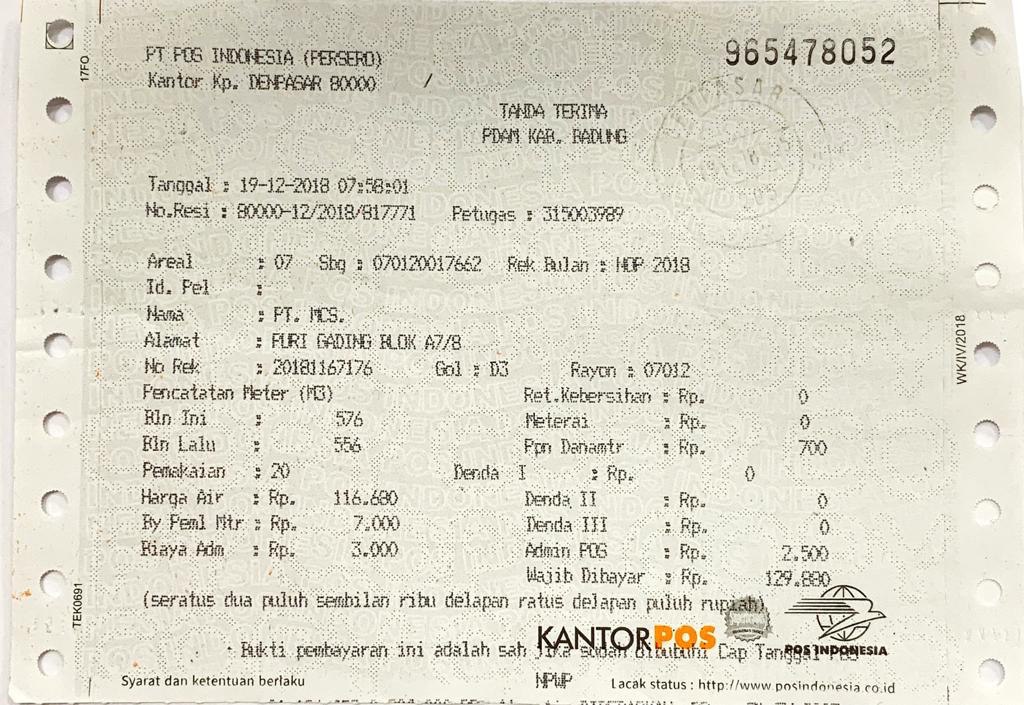 17FO
PT POS INDONESIA (PERSERO)
965478052
Kantor Kp. DENPASAR 80000 /
TANDA TERIMA
PDAM KAB. BADUNG
Tanggal : 19-12-2018 07:58:01
No.Resi : 80000-12/2018/817771 Petugas : 315003989
Areal : 07 Sbg : 070120017662 Rek Bulan : NOP 2018
Id. Pel :
Nama : PT. MCS.
Alamat : PURI GADING BLOK A7/8
No Rek : 20181167176 Gol : D3 Rayon : 07012
Pencatatan Meter (M3) Ret.Kebersihan : Rp. 0
Bln Ini : 576 Meterai : Rp. 0
Bln Lalu : 556 Ppn Danamtr : Rp. 700
Pemakaian : 20 Denda I : Rp. 0
Harga Air : Rp. 116.680 Denda II : Rp. 0
By Peml Mtr : Rp. 7.000 Denda III : Rp. 0
Biaya Adm : Rp. 3.000 Admin POS : Rp. 2.500
Wajib Dibayar : Rp. 129.880
(seratus dua puluh sembilan ribu delapan ratus delapan puluh rupiah)
KANTORPOS
POS INDONESIA
Bukti pembayaran ini adalah sah jika sudah dibubuhi Cap Tanggal POS
Syarat dan ketentuan berlaku
NPWP
Lacak status : http://www.posindonesia.co.id
TEK0691
WK/IV/2018